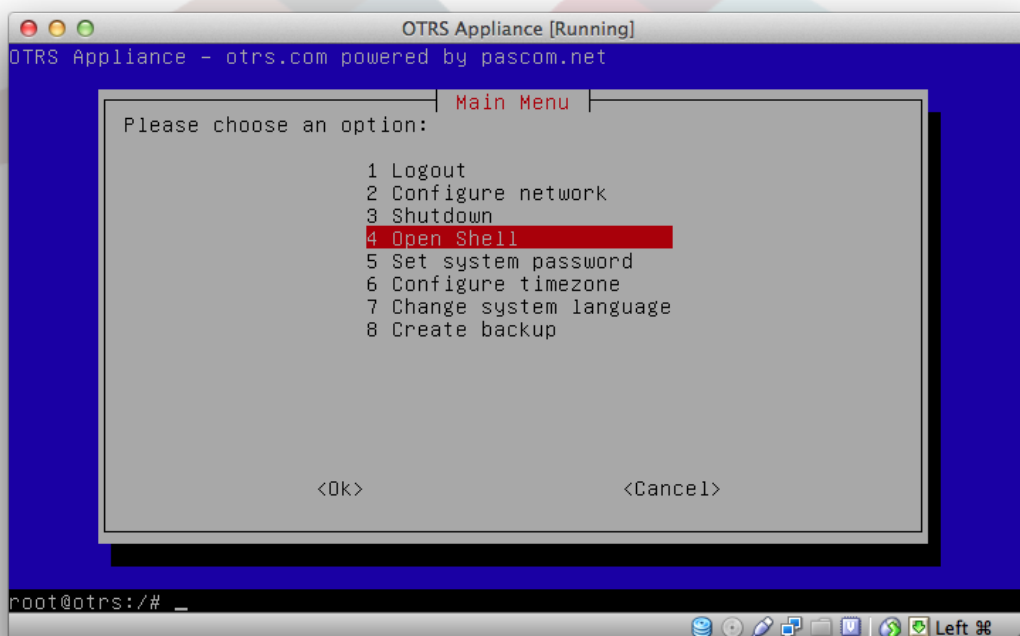 OTRS Appliance [Running]
OTRS Appliance - otrs.com powered by pascom.net
Main Menu
Please choose an option:
1 Logout
2 Configure network
3 Shutdown
4 Open Shell
5 Set system password
6 Configure timezone
7 Change system language
8 Create backup
<Ok> <Cancel>
root@otrs:/# _
Left ⌘